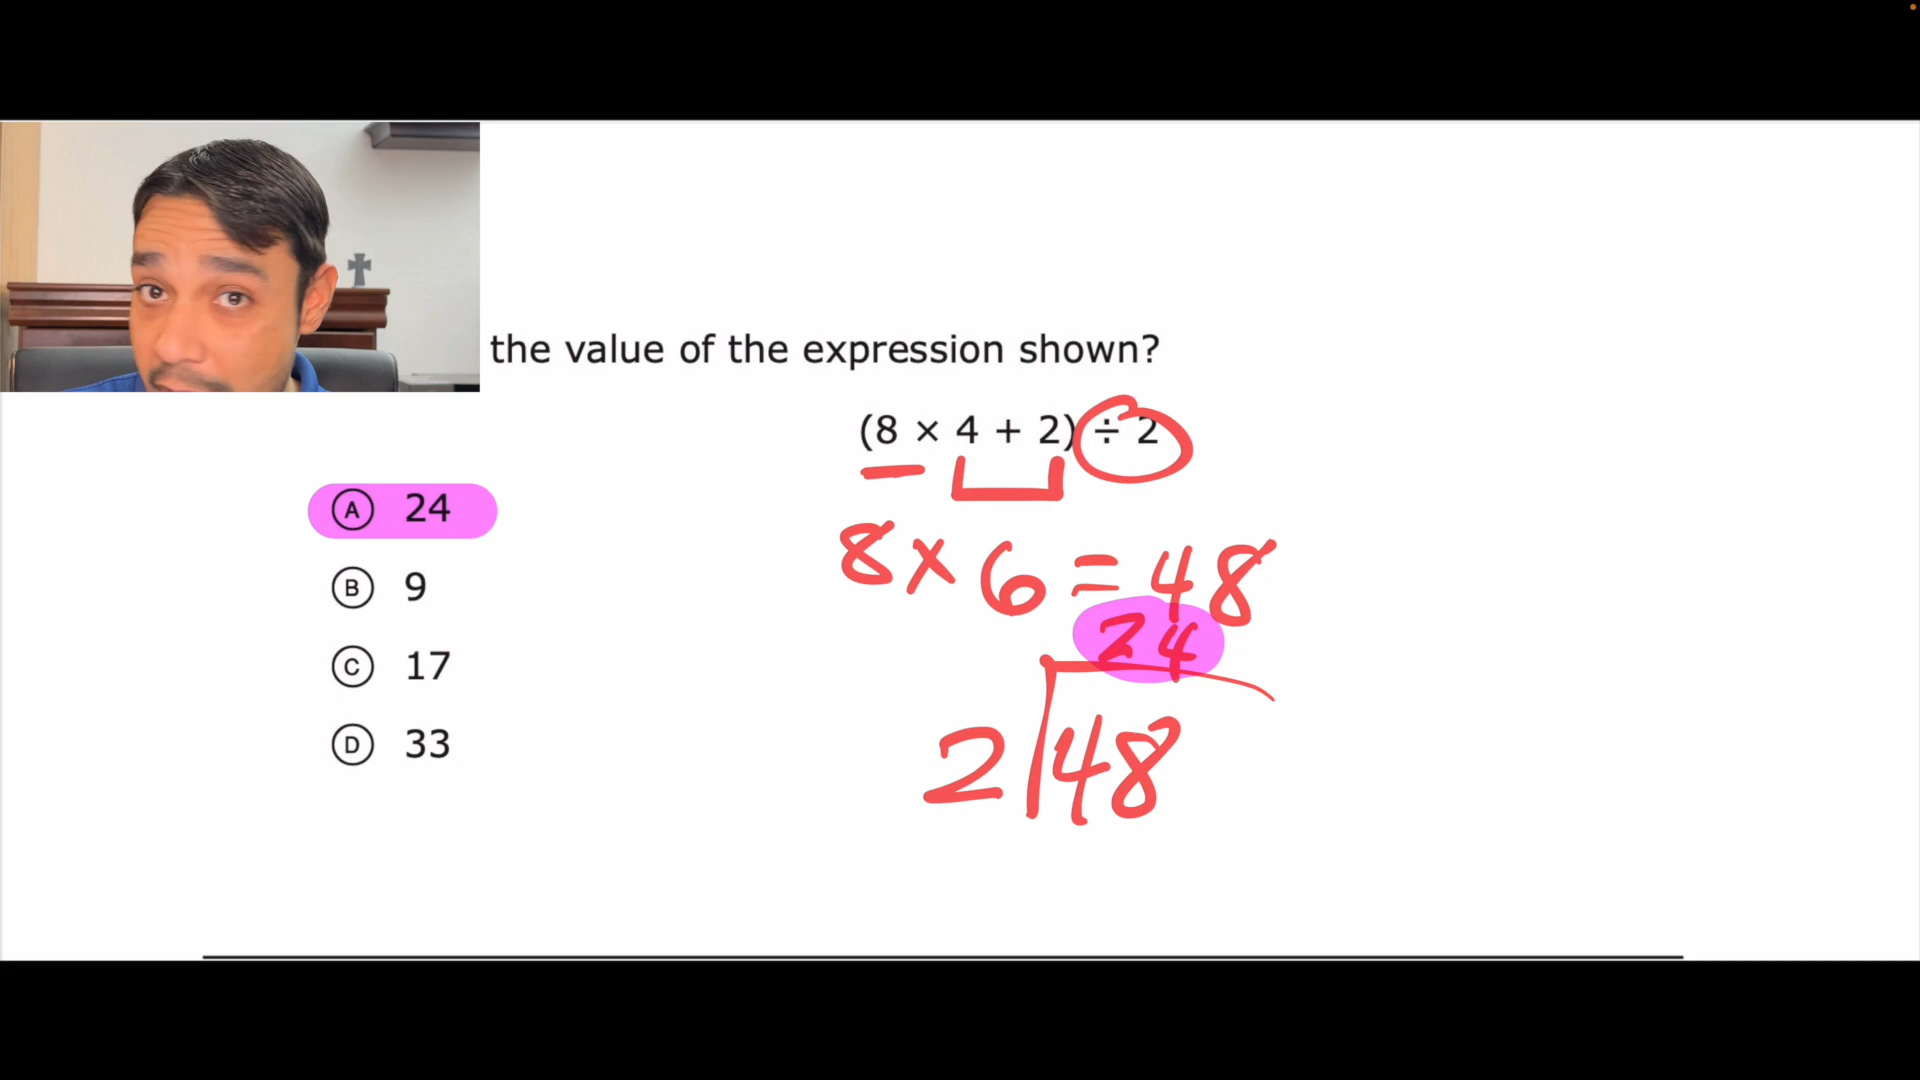 the value of the expression shown?
(8 × 4 + 2) ÷ 2
A 24
B 9
C 17
D 33
8 × 6 = 48
24
2 48